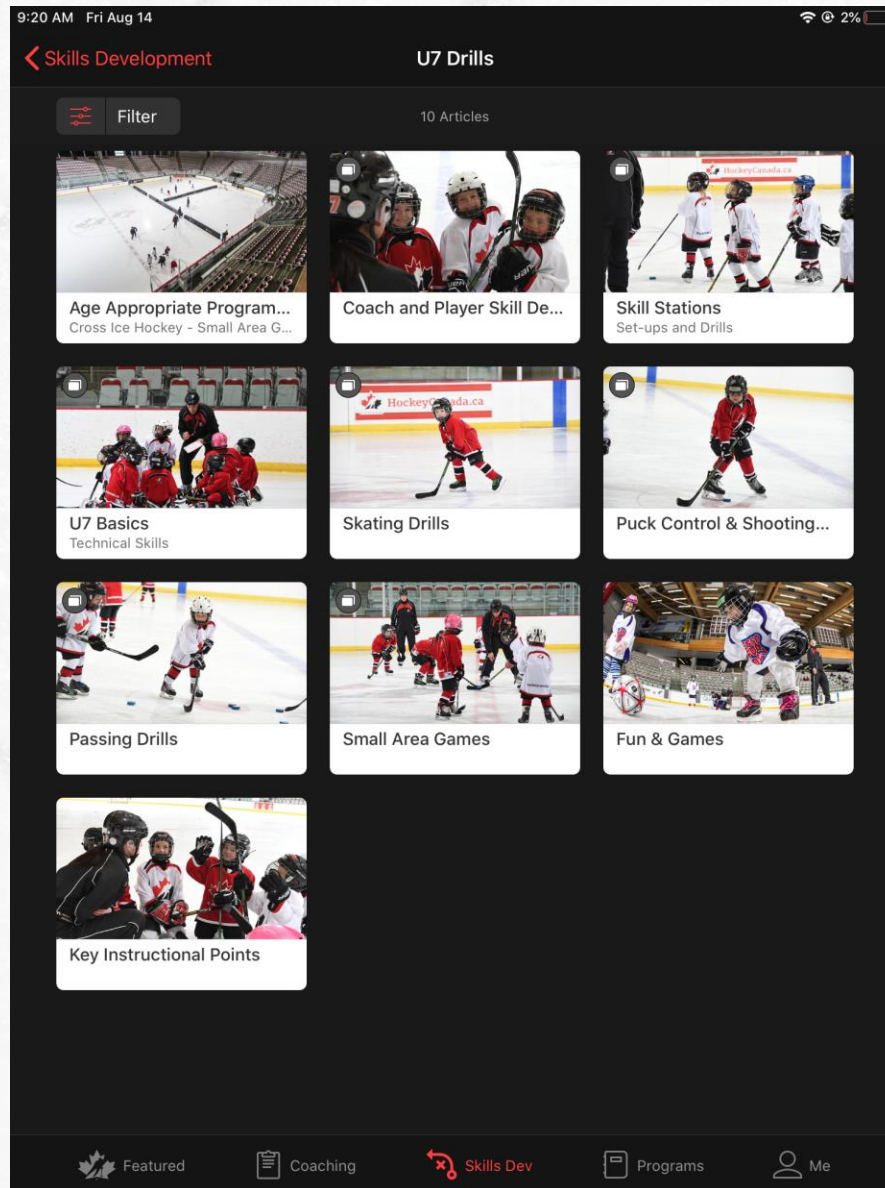 9:20 AM Fri Aug 14
2%
Skills Development
U7 Drills
Filter
10 Articles
HockeyCanada.ca
Age Appropriate Program...
Cross Ice Hockey - Small Area G...
Coach and Player Skill De...
Skill Stations
Set-ups and Drills
HockeyCanada.ca
U7 Basics
Technical Skills
Skating Drills
Puck Control & Shooting...
Passing Drills
Small Area Games
Fun & Games
Key Instructional Points
Featured
Coaching
Skills Dev
Programs
Me